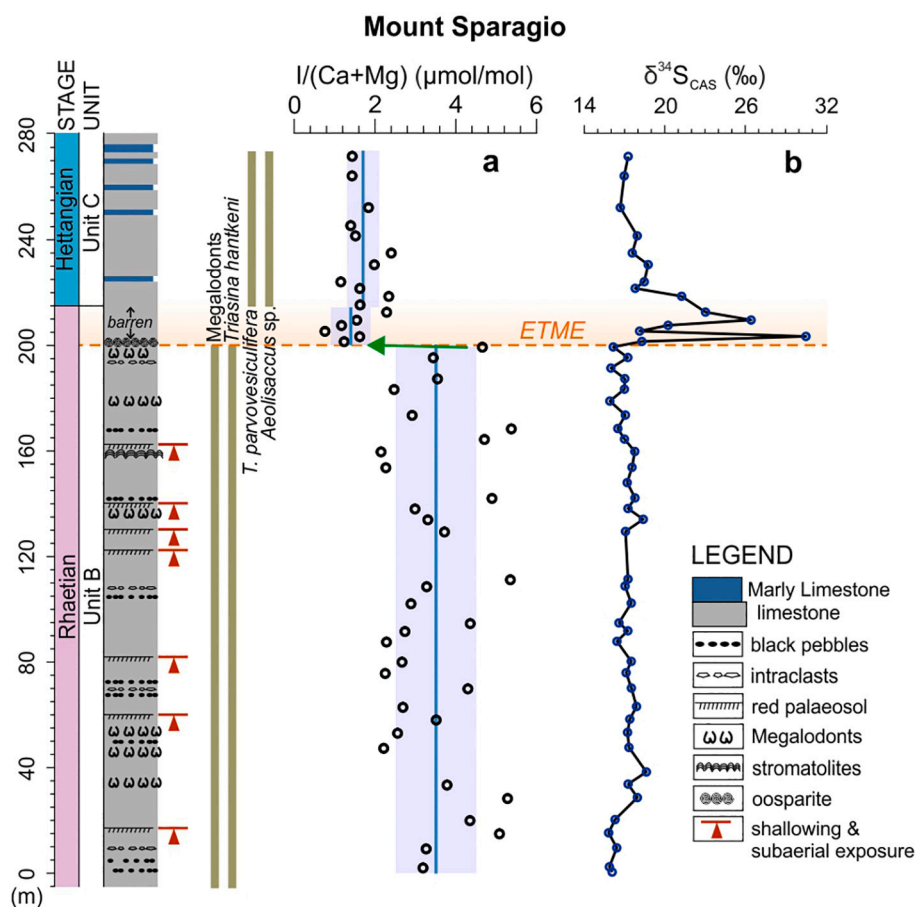 Mount Sparagio
I/(Ca+Mg) (µmol/mol)
0 2 4 6
δ34SCAS (‰)
14 20 26 32
STAGE
UNIT
280
240
200
160
120
80
40
0
(m)
Hettangian
Unit C
Rhaetian
Unit B
barren
Megalodonts
Triasina hantkeni
T. parvovesiculifera
Aeolisaccus sp.
a
b
ETME
LEGEND
Marly Limestone
limestone
black pebbles
intraclasts
red palaeosol
Megalodonts
stromatolites
oosparite
shallowing &
subaerial exposure